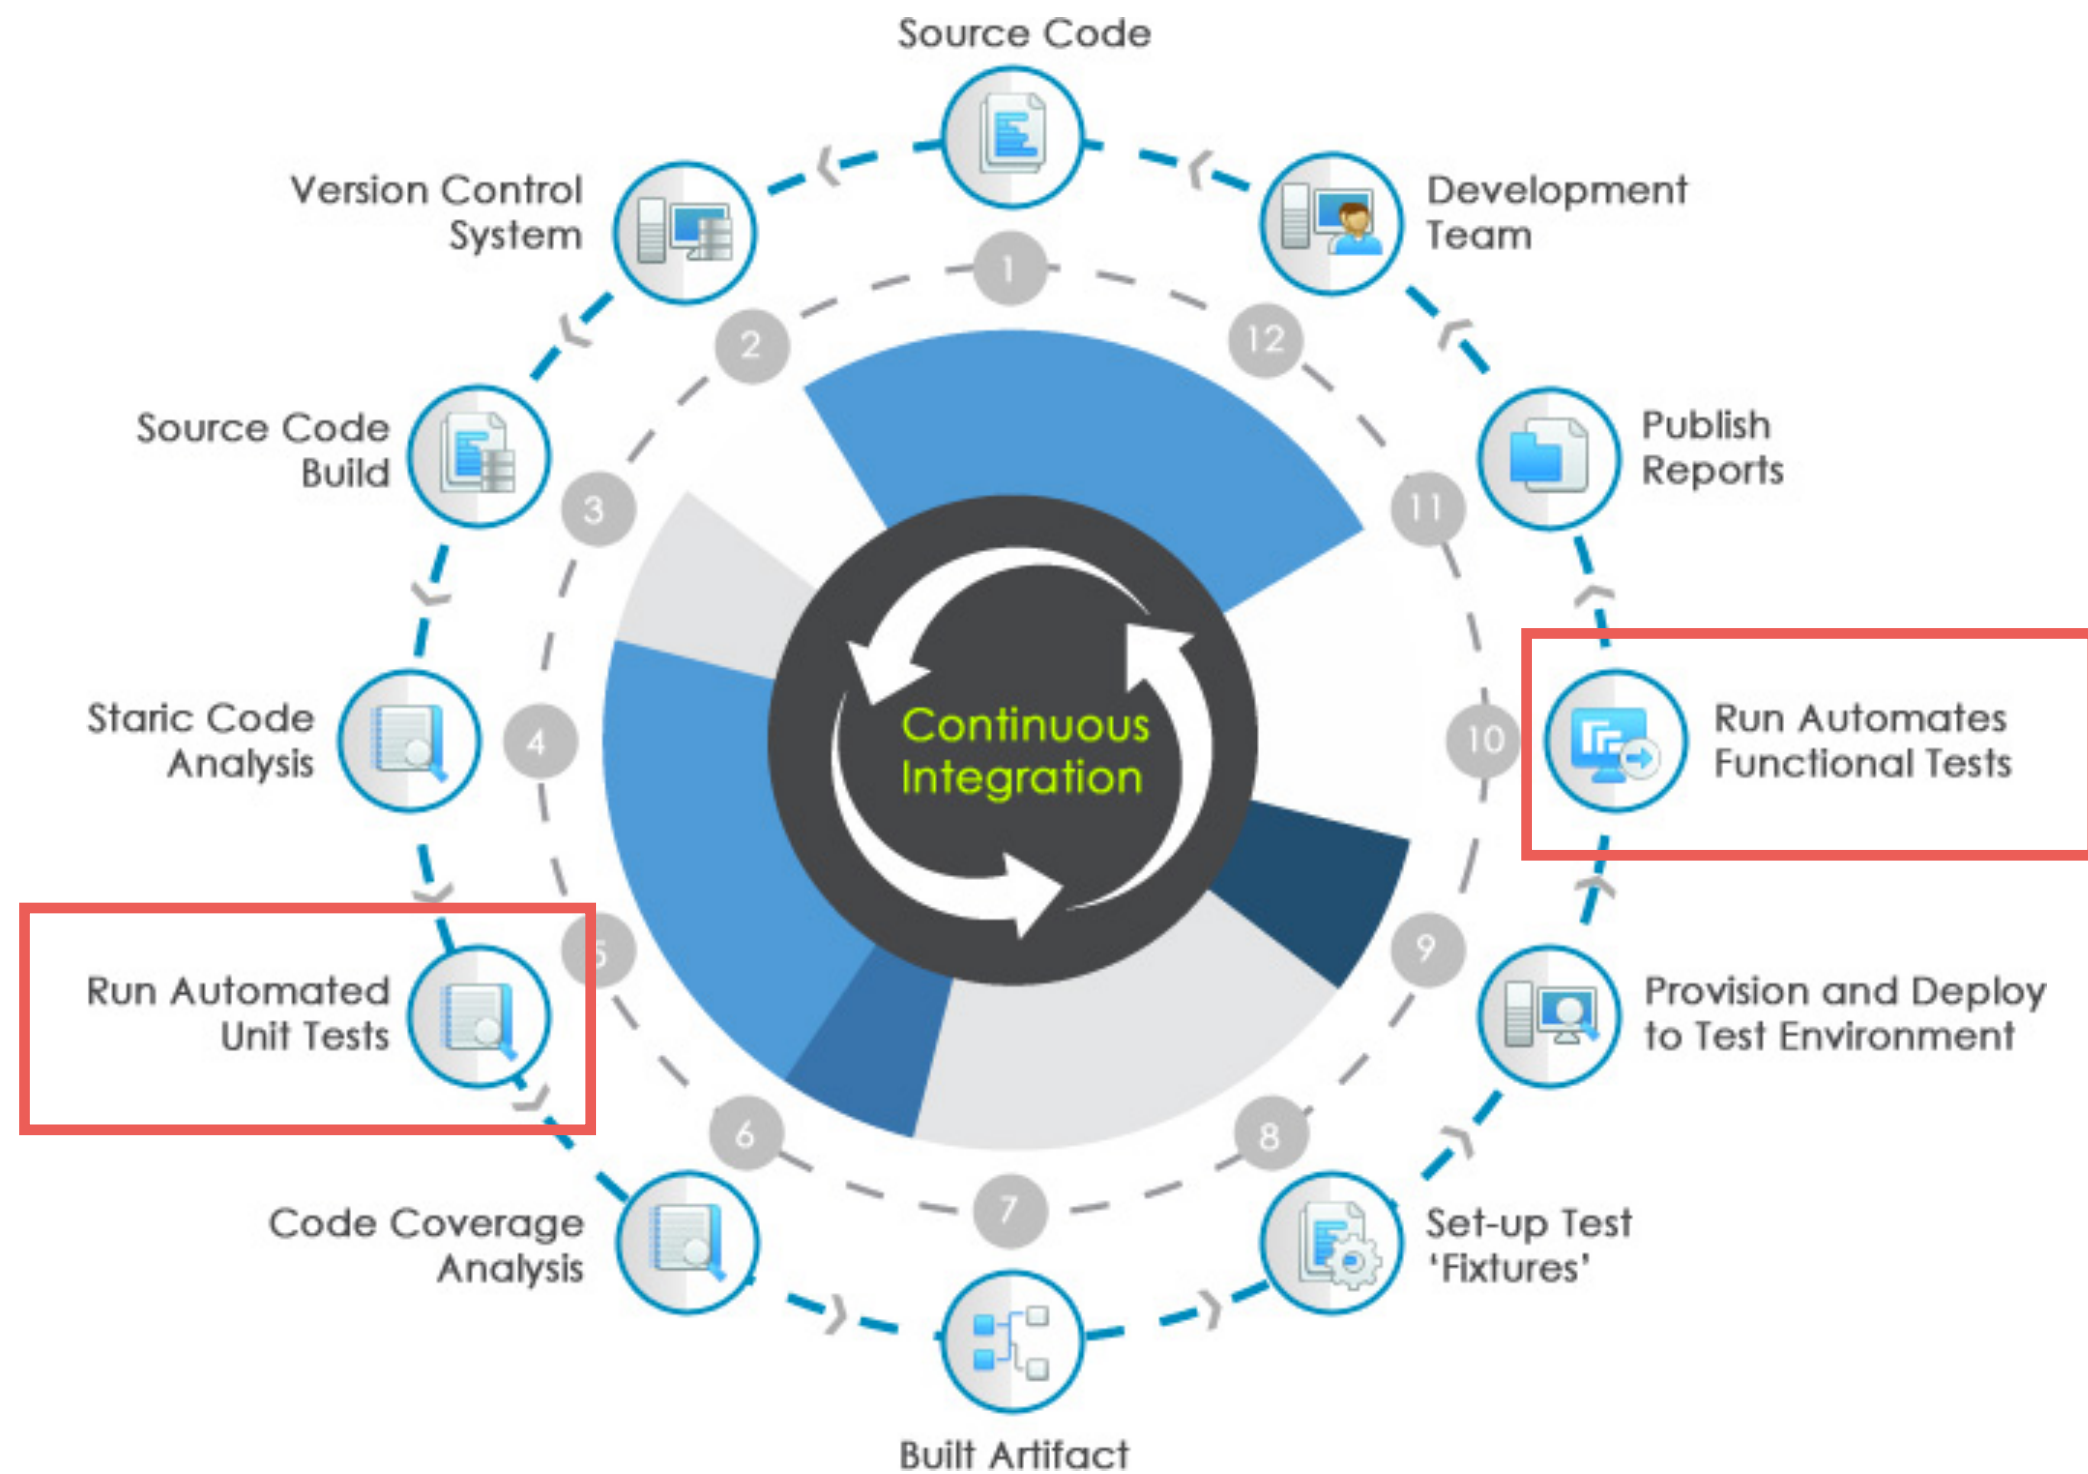 Source Code
Version Control
System
Development
Team
1
2
12
Source Code
Build
Publish
Reports
3
11
Staric Code
Analysis
4
Continuous
Integration
10
Run Automates
Functional Tests
Run Automated
Unit Tests
5
9
Provision and Deploy
to Test Environment
6
8
7
Code Coverage
Analysis
Set-up Test
‘Fixtures’
Built Artifact